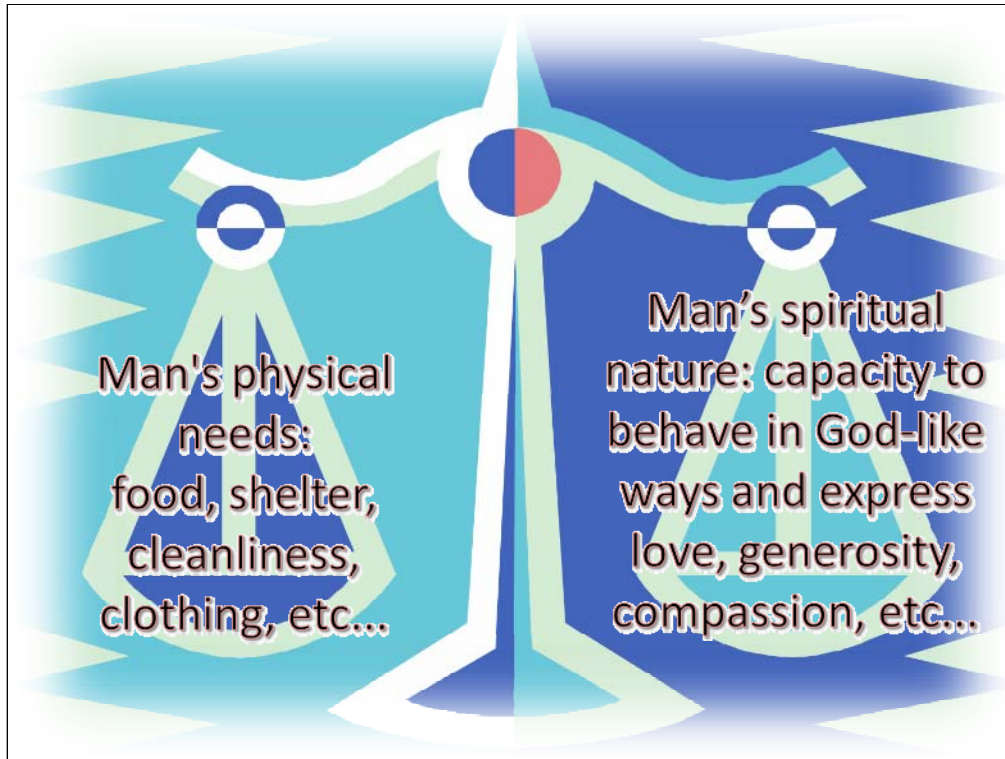 Man's physical
needs:
food, shelter,
cleanliness,
clothing, etc...
Man’s spiritual
nature: capacity to
behave in God-like
ways and express
love, generosity,
compassion, etc...